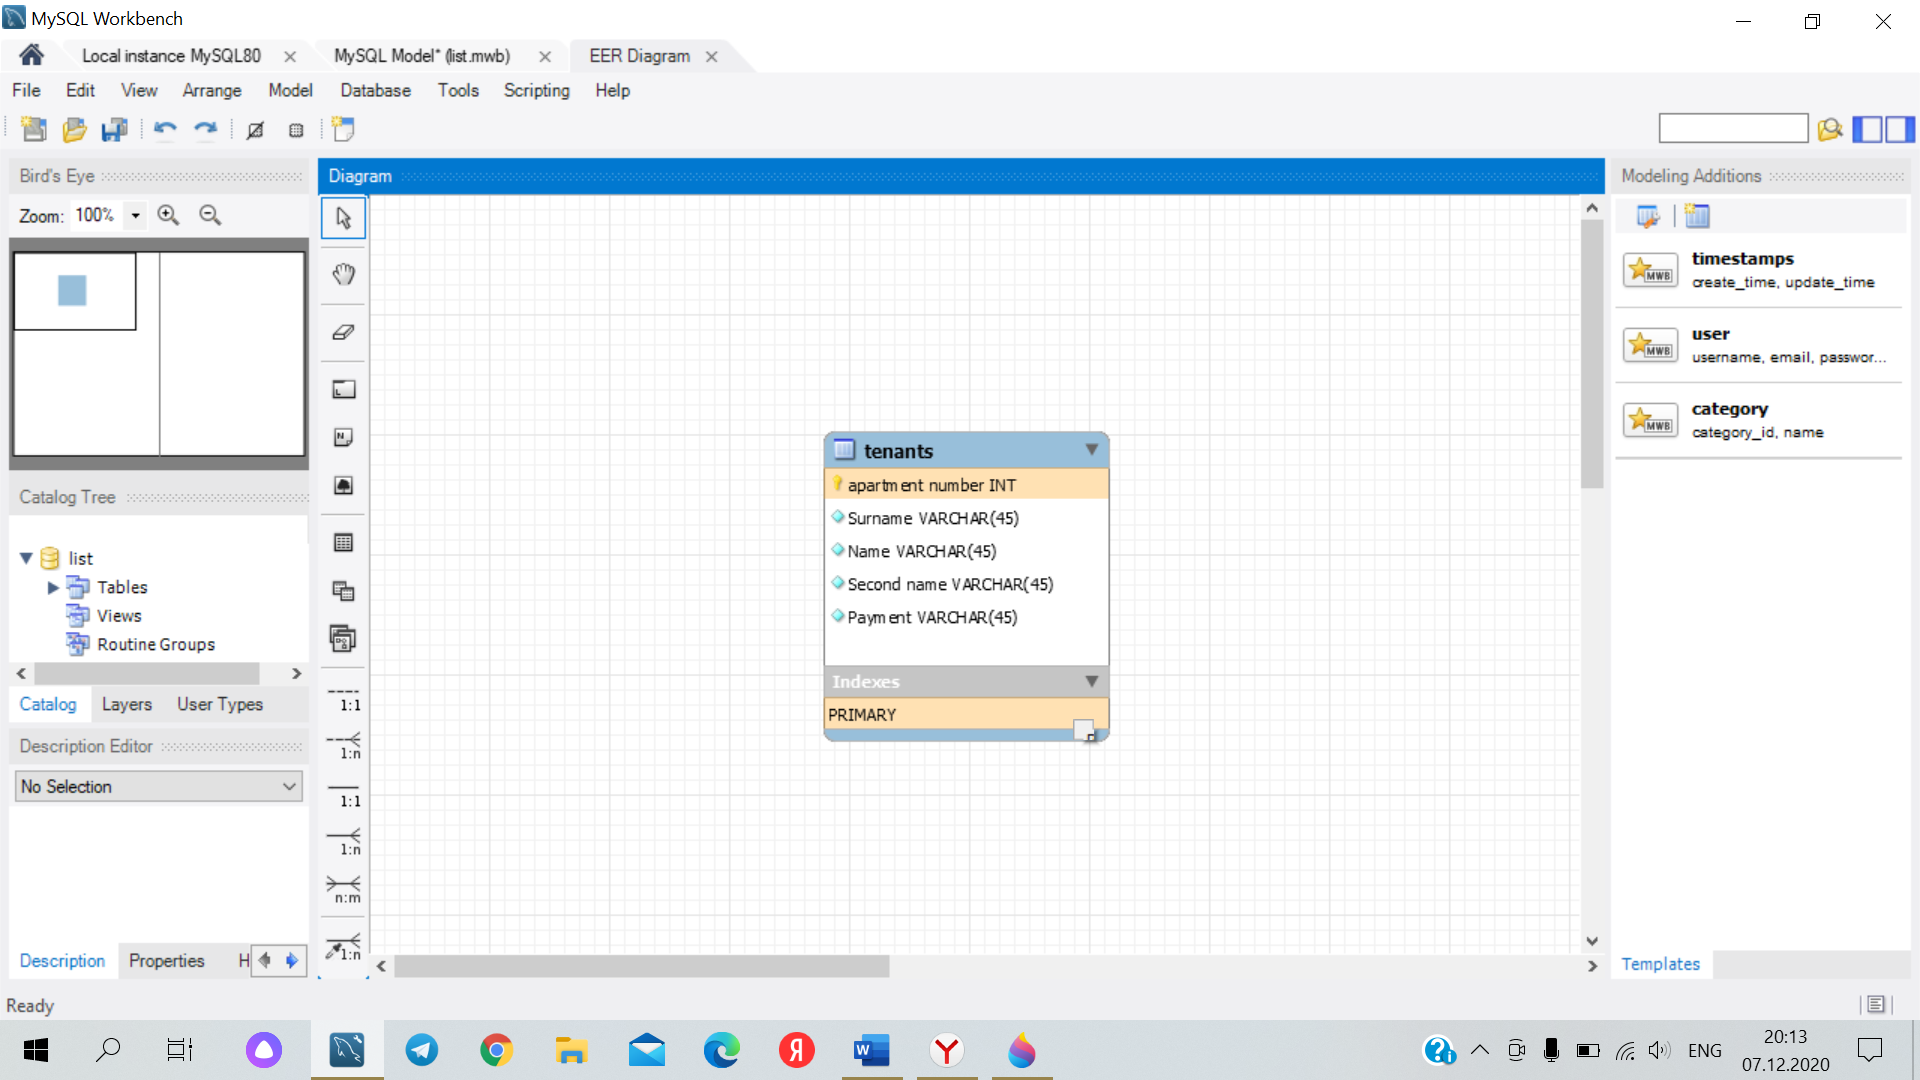 MySQL Workbench
Local instance MySQL80
MySQL Model* (list.mwb)
EER Diagram
File Edit View Arrange Model Database Tools Scripting Help
Bird's Eye
Zoom: 100%
Catalog Tree
list
Tables
Views
Routine Groups
Catalog Layers User Types
Description Editor
No Selection
Description Properties H
Ready
Diagram
N
1:1
1:n
1:1
1:n
n:m
1:n
tenants
apartment number INT
Surname VARCHAR(45)
Name VARCHAR(45)
Second name VARCHAR(45)
Payment VARCHAR(45)
Indexes
PRIMARY
Modeling Additions
MWB
timestamps
create_time, update_time
MWB
user
username, email, passwor...
MWB
category
category_id, name
Templates
Я
W
Y
ENG
20:13
07.12.2020